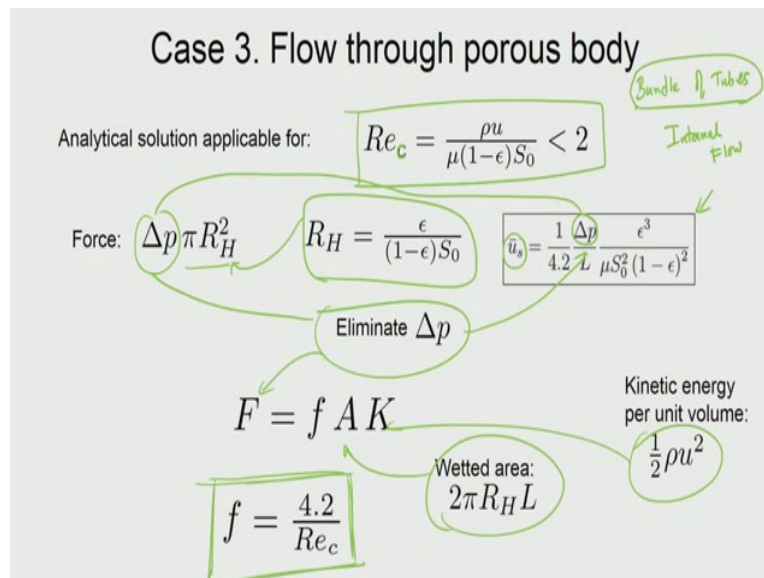 Case 3. Flow through porous body
Bundle of Tubes
Internal Flow
Analytical solution applicable for: Re_c = ρu / μ(1−ϵ)S_0 < 2
Force: Δp πR_H^2   R_H = ϵ / (1−ϵ)S_0   ū_s = 1/4.2 Δp/L ϵ^3 / μS_0^2 (1 − ϵ)^2
Eliminate Δp
F = f A K
Kinetic energy
per unit volume:
1/2 ρu^2
Wetted area:
2πR_H L
f = 4.2 / Re_c